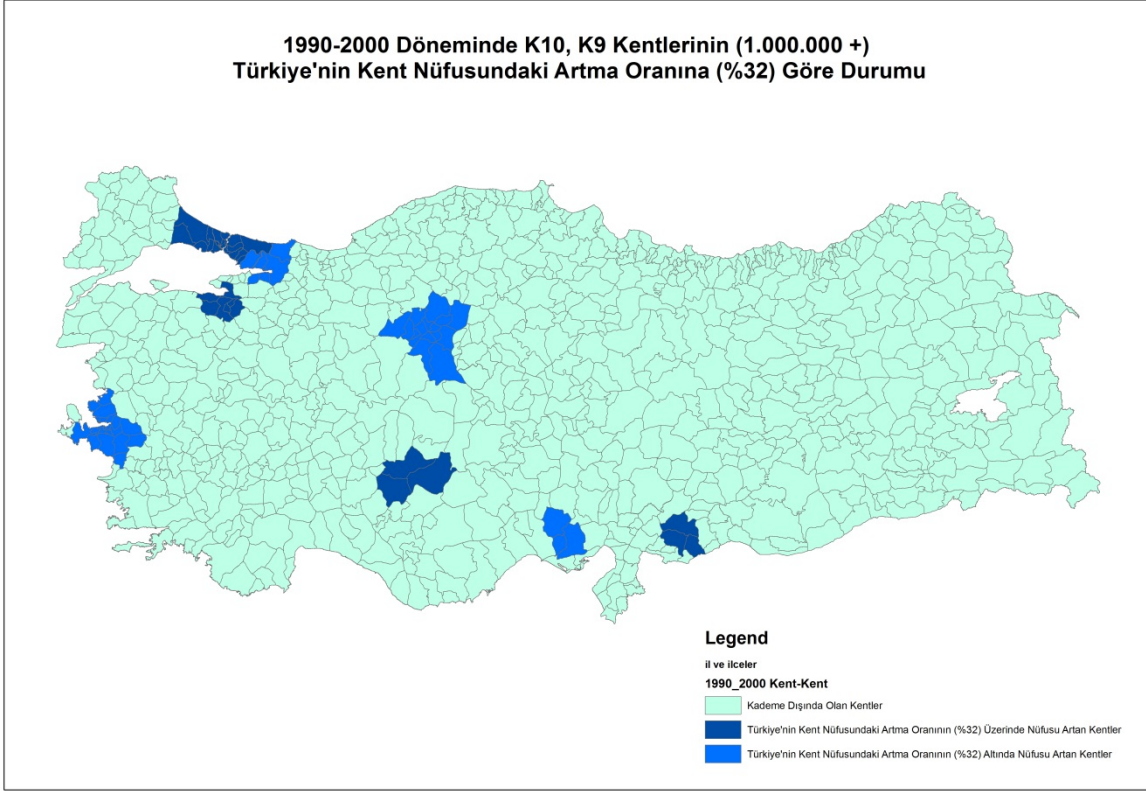 1990-2000 Döneminde K10, K9 Kentlerinin (1.000.000 +)
Türkiye'nin Kent Nüfusundaki Artma Oranına (%32) Göre Durumu
Legend
il ve ilceler
1990_2000 Kent-Kent
Kademe Dışında Olan Kentler
Türkiye'nin Kent Nüfusundaki Artma Oranının (%32) Üzerinde Nüfusu Artan Kentler
Türkiye'nin Kent Nüfusundaki Artma Oranının (%32) Altında Nüfusu Artan Kentler